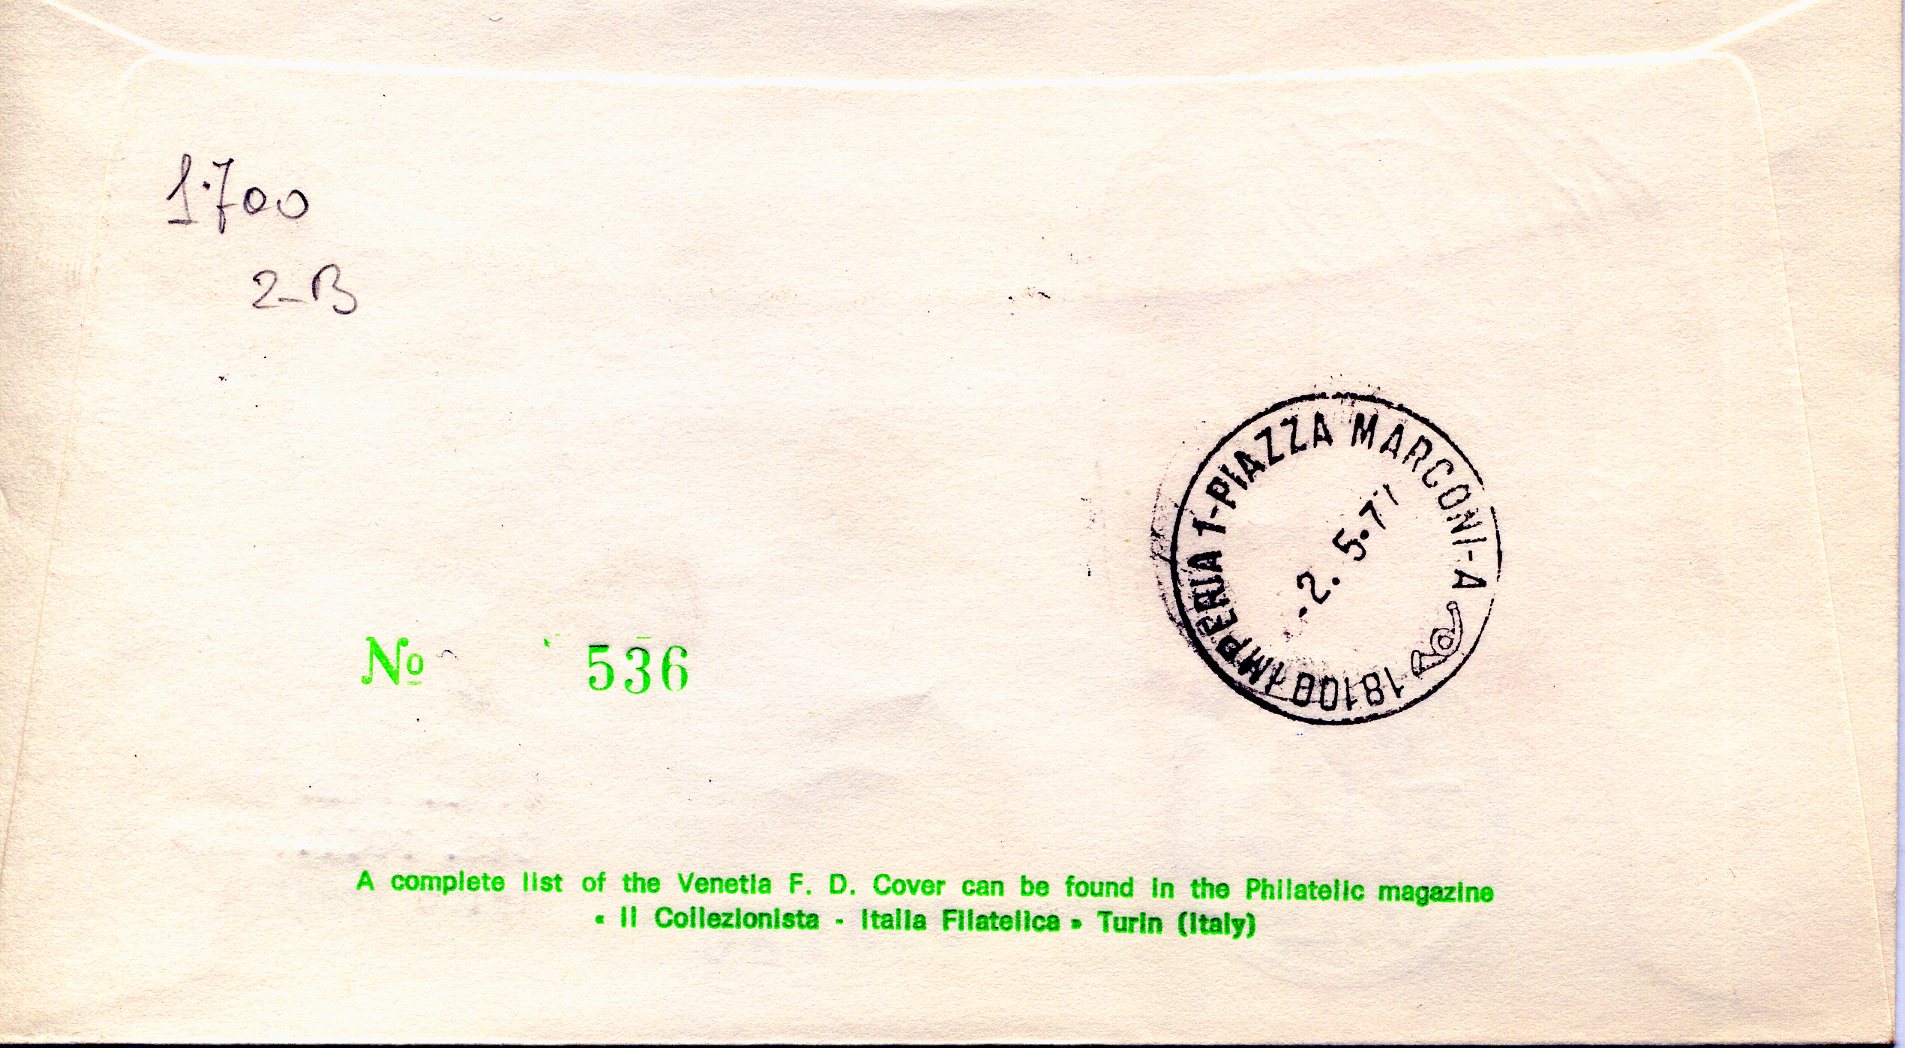 1.700
2-B
18100 IMPERIA 1-PIAZZA MARCONI-A
-2. 5.77
No 536
A complete list of the Venetia F. D. Cover can be found in the Philatelic magazine
« Il Collezionista - Italia Filatelica » Turin (Italy)